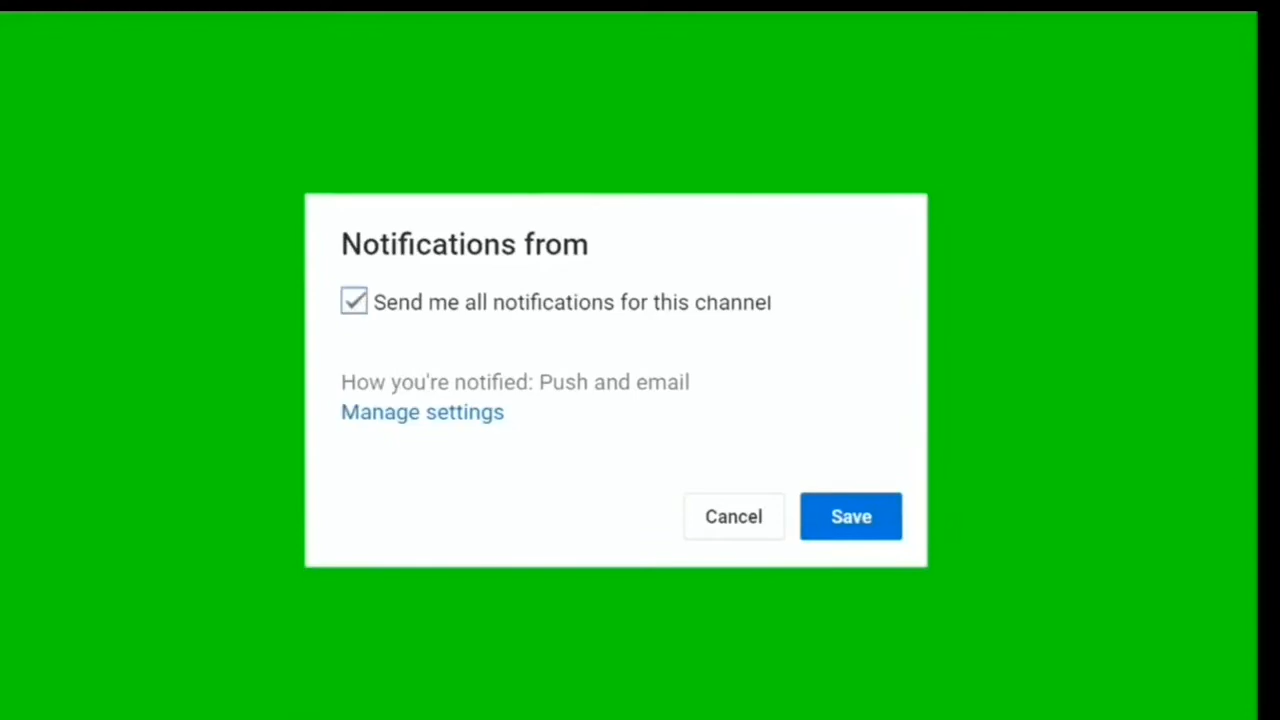 Notifications from
Send me all notifications for this channel
How you're notified: Push and email
Manage settings
Cancel Save